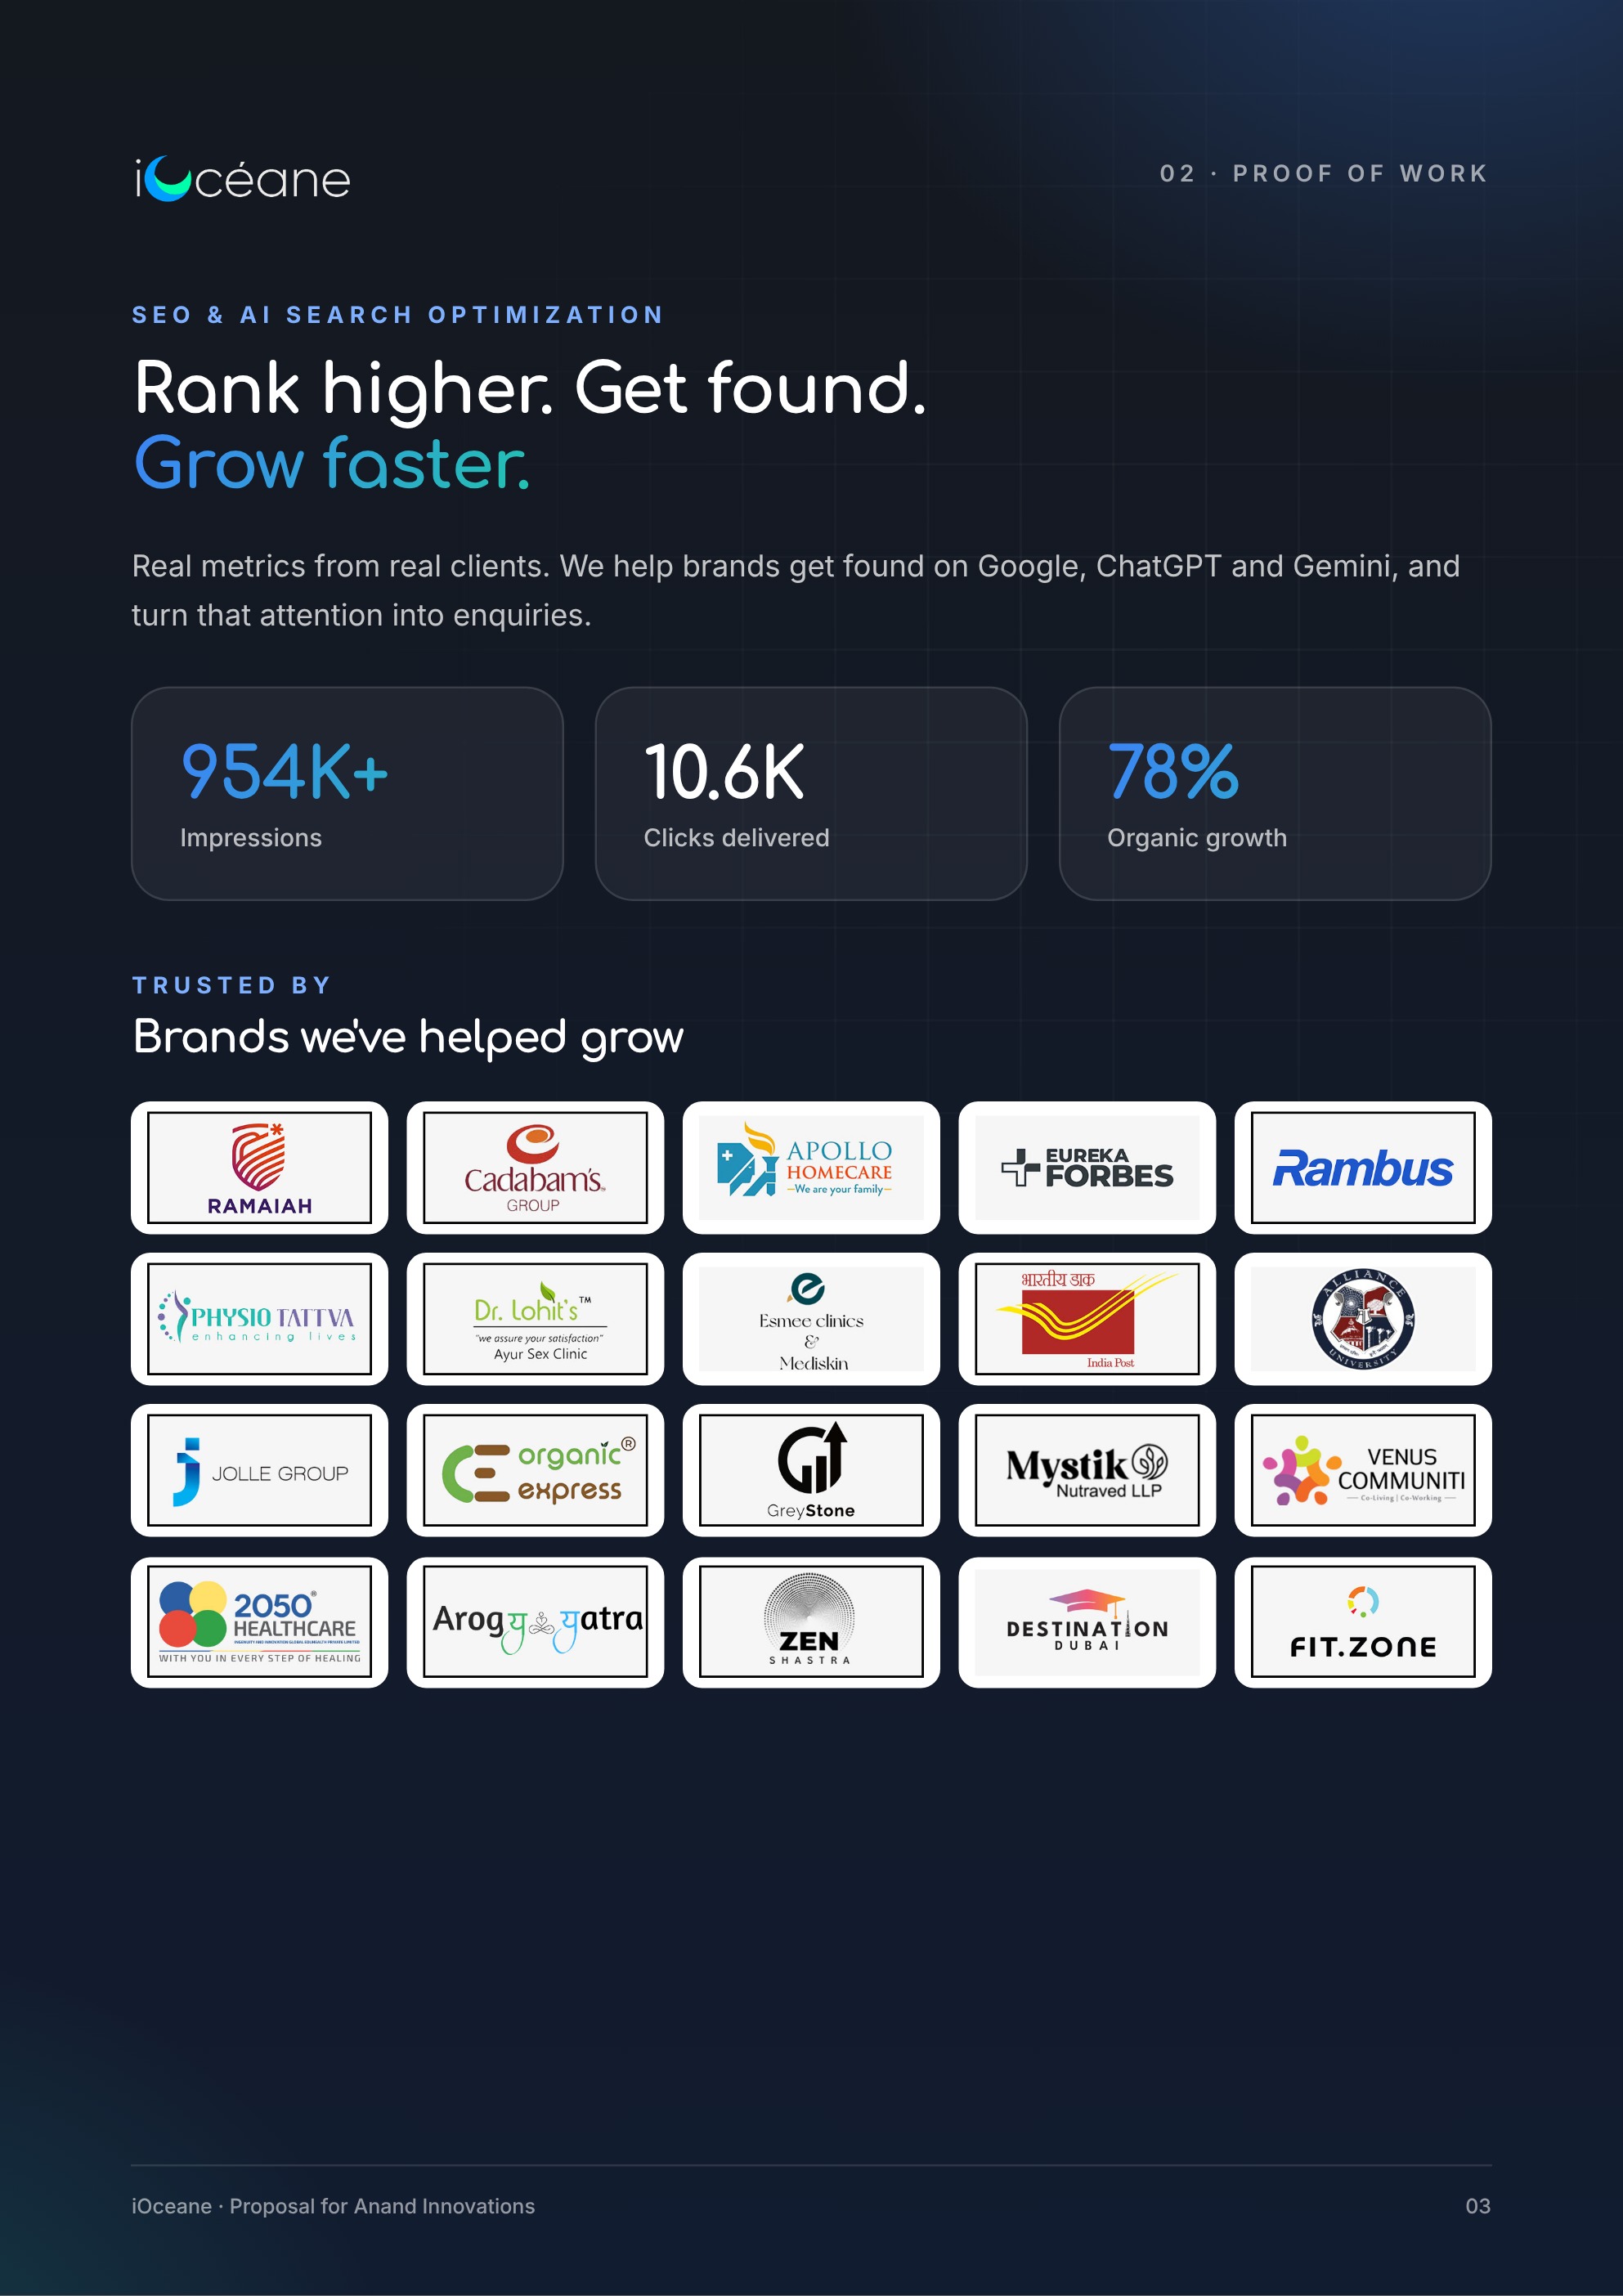 iOcéane
02 · PROOF OF WORK
SEO & AI SEARCH OPTIMIZATION
Rank higher. Get found.
Grow faster.
Real metrics from real clients. We help brands get found on Google, ChatGPT and Gemini, and
turn that attention into enquiries.
954K+
Impressions
10.6K
Clicks delivered
78%
Organic growth
TRUSTED BY
Brands we've helped grow
RAMAIAH
Cadabam's
GROUP
APOLLO
HOMECARE
We are your family
EUREKA
FORBES
Rambus
PHYSIO TATTVA
enhancing lives
Dr. Lohit's™
"we assure your satisfaction"
Ayur Sex Clinic
Esmee clinics
&
Mediskin
भारतीय डाक
India Post
ALLIANCE
UNIVERSITY
JOLLE GROUP
organic®
express
GreyStone
Mystik
Nutraved LLP
VENUS
COMMUNITI
Co-Living | Co-Working
2050®
HEALTHCARE
WITH YOU IN EVERY STEP OF HEALING
Arogय यatra
ZEN
SHASTRA
DESTINATION
DUBAI
FIT.ZONE
iOceane · Proposal for Anand Innovations
03